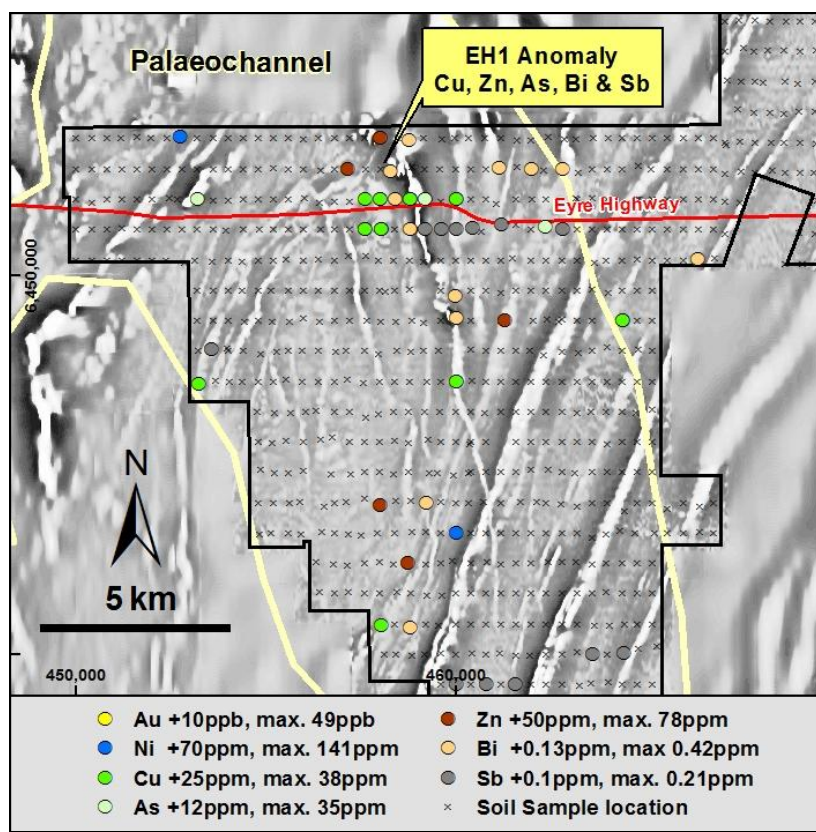 Palaeochannel
EH1 Anomaly
Cu, Zn, As, Bi & Sb
Eyre Highway
6,450,000
N
5 km
450,000
460,000
Au +10ppb, max. 49ppb
Ni +70ppm, max. 141ppm
Cu +25ppm, max. 38ppm
As +12ppm, max. 35ppm
Zn +50ppm, max. 78ppm
Bi +0.13ppm, max 0.42ppm
Sb +0.1ppm, max. 0.21ppm
Soil Sample location